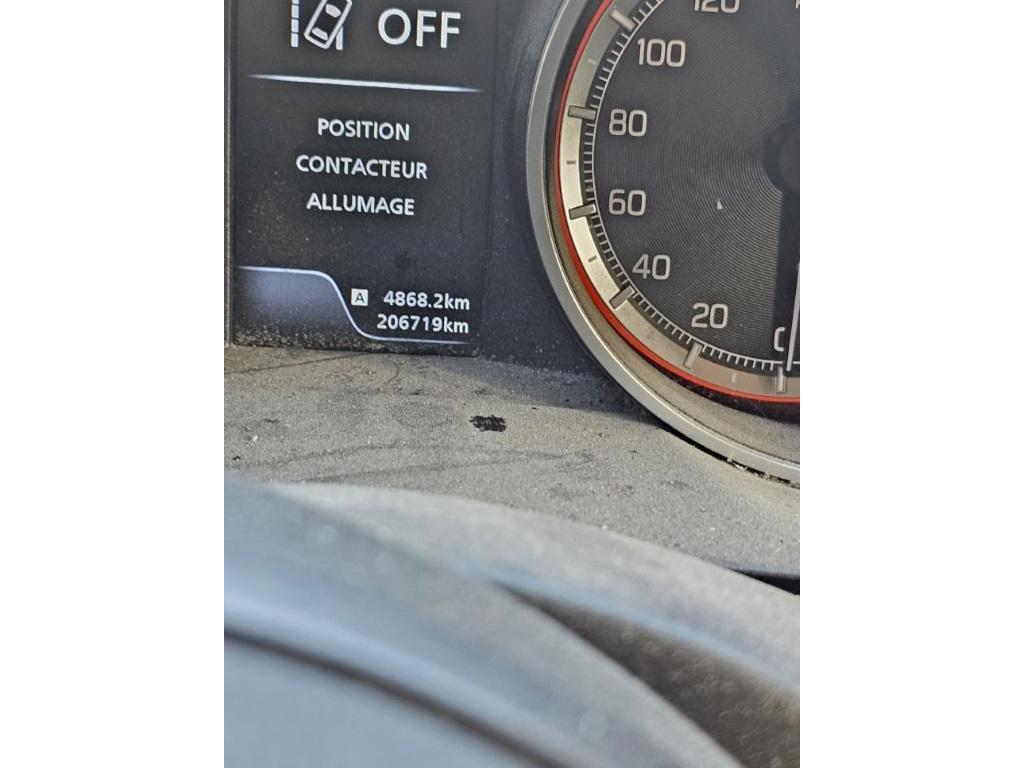 OFF
POSITION
CONTACTEUR
ALLUMAGE
A 4868.2km
206719km
120
100
80
60
40
20
0